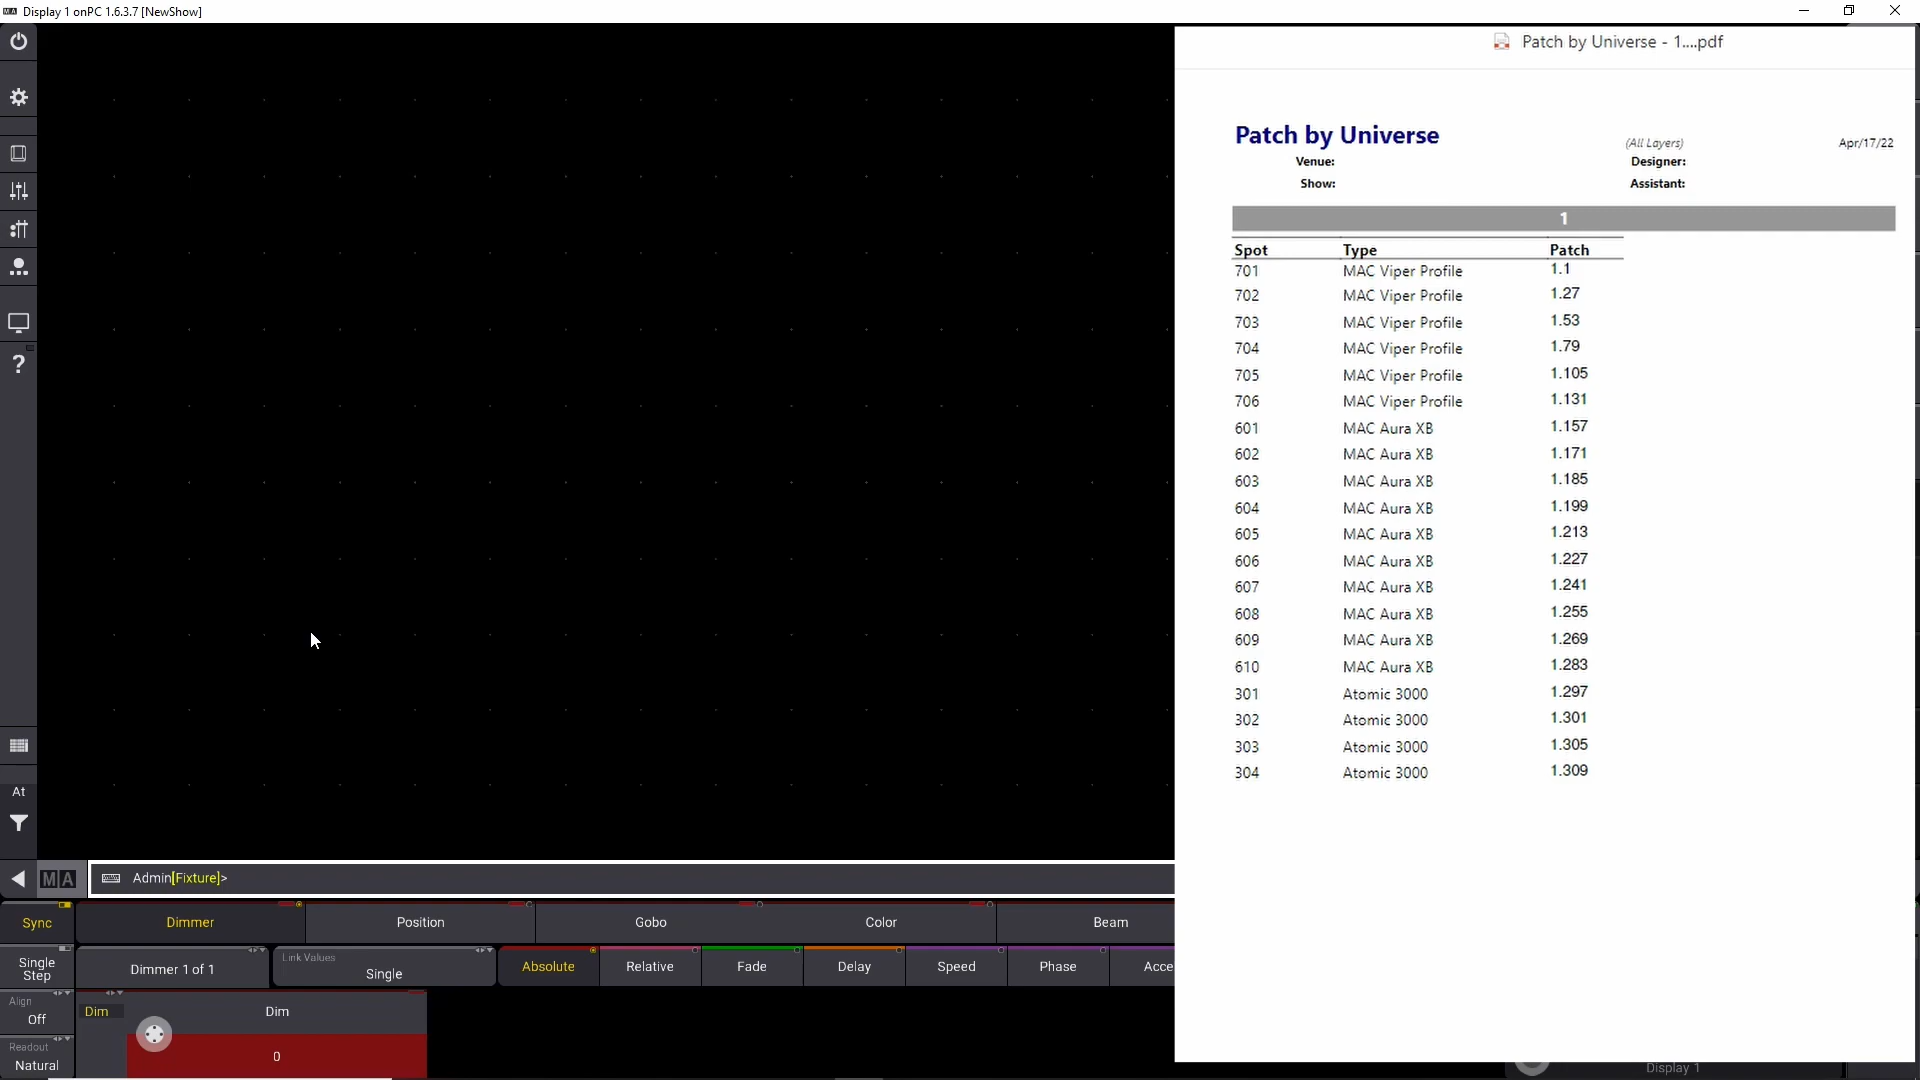 Display 1 onPC 1.6.3.7 [NewShow]
Patch by Universe - 1....pdf
Patch by Universe
(All Layers)
Apr/17/22
Venue:
Designer:
Show:
Assistant:
1
Spot Type Patch
701 MAC Viper Profile 1.1
702 MAC Viper Profile 1.27
703 MAC Viper Profile 1.53
704 MAC Viper Profile 1.79
705 MAC Viper Profile 1.105
706 MAC Viper Profile 1.131
601 MAC Aura XB 1.157
602 MAC Aura XB 1.171
603 MAC Aura XB 1.185
604 MAC Aura XB 1.199
605 MAC Aura XB 1.213
606 MAC Aura XB 1.227
607 MAC Aura XB 1.241
608 MAC Aura XB 1.255
609 MAC Aura XB 1.269
610 MAC Aura XB 1.283
301 Atomic 3000 1.297
302 Atomic 3000 1.301
303 Atomic 3000 1.305
304 Atomic 3000 1.309
?
At
MA
Admin[Fixture]>
Sync
Dimmer
Position
Gobo
Color
Beam
Single
Step
Dimmer 1 of 1
Link Values
Single
Absolute
Relative
Fade
Delay
Speed
Phase
Acce
Align
Off
Dim
Dim
Readout
Natural
0
Display 1